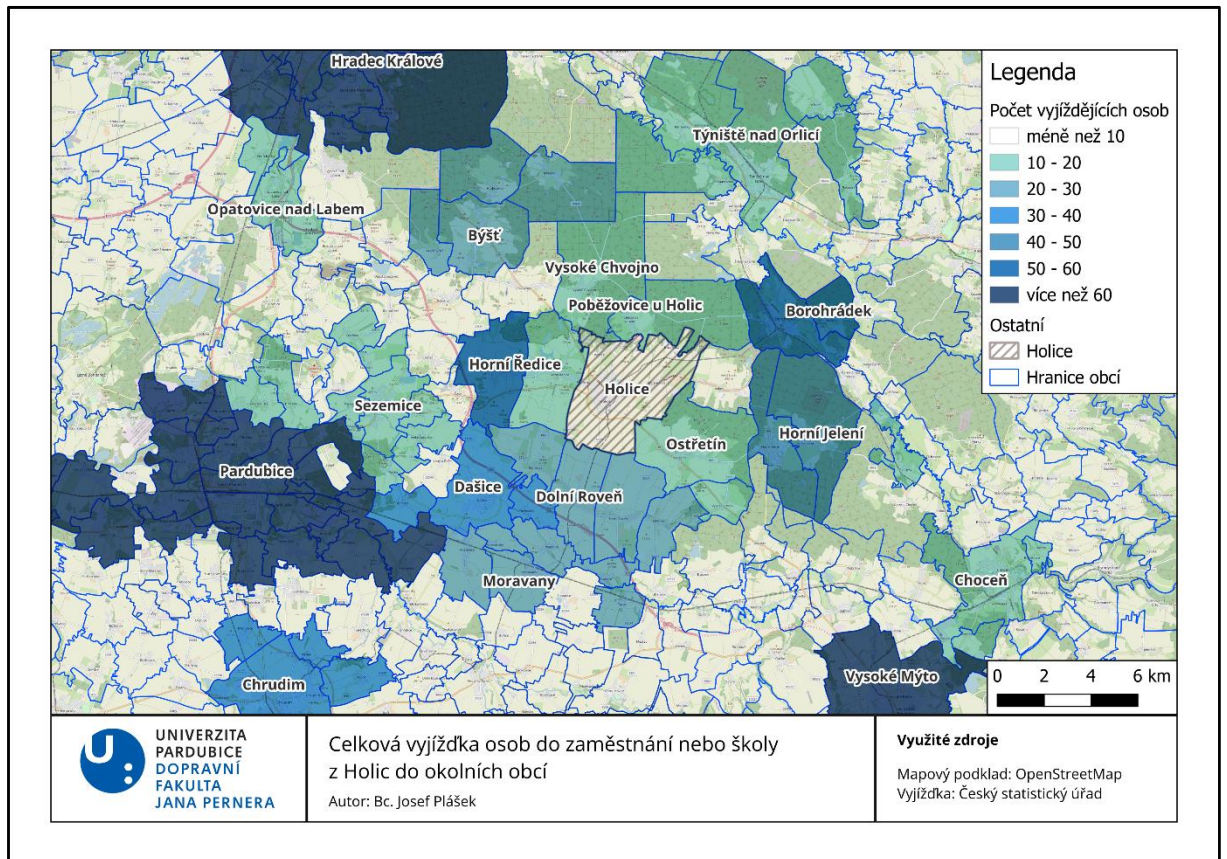 Hradec Králové
Týniště nad Orlicí
Opatovice nad Labem
Býšť
Vysoké Chvojno
Poběžovice u Holic
Borohrádek
Horní Ředice
Holice
Sezemice
Ostřetín
Horní Jelení
Pardubice
Dašice
Dolní Roveň
Moravany
Choceň
Vysoké Mýto
Chrudim
Legenda
Počet vyjíždějících osob
méně než 10
10 - 20
20 - 30
30 - 40
40 - 50
50 - 60
více než 60
Ostatní
Holice
Hranice obcí
0 2 4 6 km
UNIVERZITA
PARDUBICE
DOPRAVNÍ
FAKULTA
JANA PERNERA
Celková vyjížďka osob do zaměstnání nebo školy
z Holic do okolních obcí
Autor: Bc. Josef Plášek
Využité zdroje
Mapový podklad: OpenStreetMap
Vyjížďka: Český statistický úřad